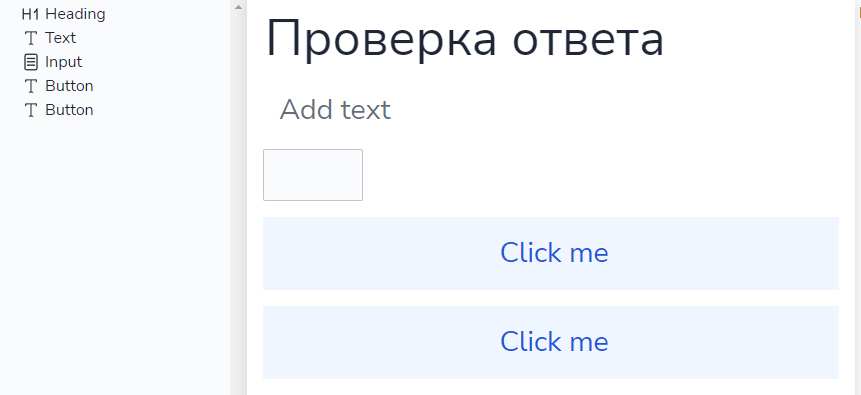 H1 Heading
Text
Input
Button
Button
Проверка ответа
Add text
Click me
Click me